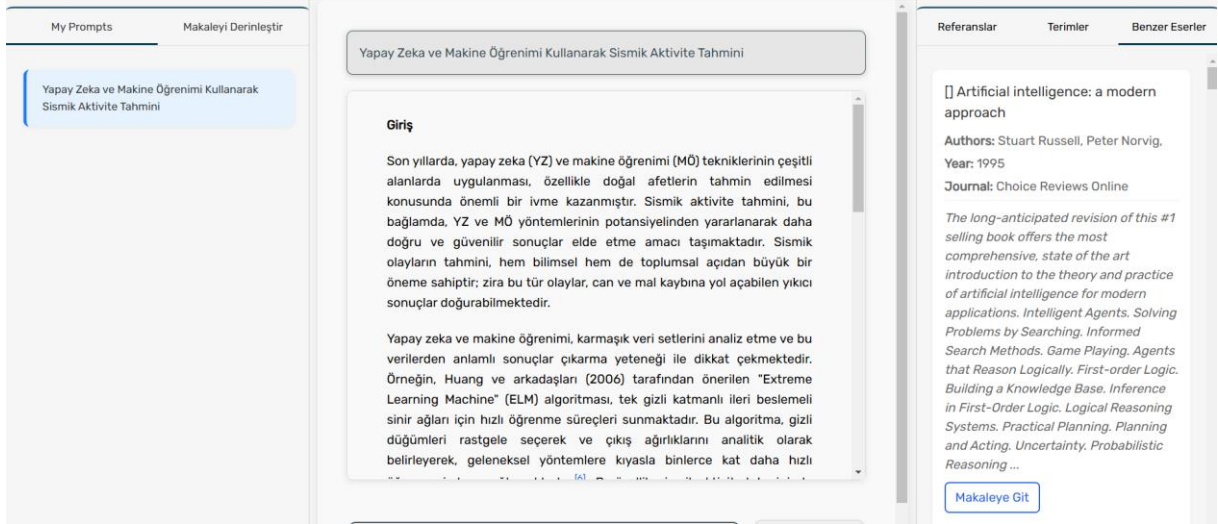 My Prompts
Makaleyi Derinleştir
Yapay Zeka ve Makine Öğrenimi Kullanarak
Sismik Aktivite Tahmini
Yapay Zeka ve Makine Öğrenimi Kullanarak Sismik Aktivite Tahmini
Giriş
Son yıllarda, yapay zeka (YZ) ve makine öğrenimi (MÖ) tekniklerinin çeşitli
alanlarda uygulanması, özellikle doğal afetlerin tahmin edilmesi
konusunda önemli bir ivme kazanmıştır. Sismik aktivite tahmini, bu
bağlamda, YZ ve MÖ yöntemlerinin potansiyelinden yararlanarak daha
doğru ve güvenilir sonuçlar elde etme amacı taşımaktadır. Sismik
olayların tahmini, hem bilimsel hem de toplumsal açıdan büyük bir
öneme sahiptir; zira bu tür olaylar, can ve mal kaybına yol açabilen yıkıcı
sonuçlar doğurabilmektedir.
Yapay zeka ve makine öğrenimi, karmaşık veri setlerini analiz etme ve bu
verilerden anlamlı sonuçlar çıkarma yeteneği ile dikkat çekmektedir.
Örneğin, Huang ve arkadaşları (2006) tarafından önerilen "Extreme
Learning Machine" (ELM) algoritması, tek gizli katmanlı ileri beslemeli
sinir ağları için hızlı öğrenme süreçleri sunmaktadır. Bu algoritma, gizli
düğümleri rastgele seçerek ve çıkış ağırlıklarını analitik olarak
belirleyerek, geleneksel yöntemlere kıyasla binlerce kat daha hızlı
Referanslar
Terimler
Benzer Eserler
[] Artificial intelligence: a modern
approach
Authors: Stuart Russell, Peter Norvig,
Year: 1995
Journal: Choice Reviews Online
The long-anticipated revision of this #1
selling book offers the most
comprehensive, state of the art
introduction to the theory and practice
of artificial intelligence for modern
applications. Intelligent Agents. Solving
Problems by Searching. Informed
Search Methods. Game Playing. Agents
that Reason Logically. First-order Logic.
Building a Knowledge Base. Inference
in First-Order Logic. Logical Reasoning
Systems. Practical Planning. Planning
and Acting. Uncertainty. Probabilistic
Reasoning ...
Makaleye Git